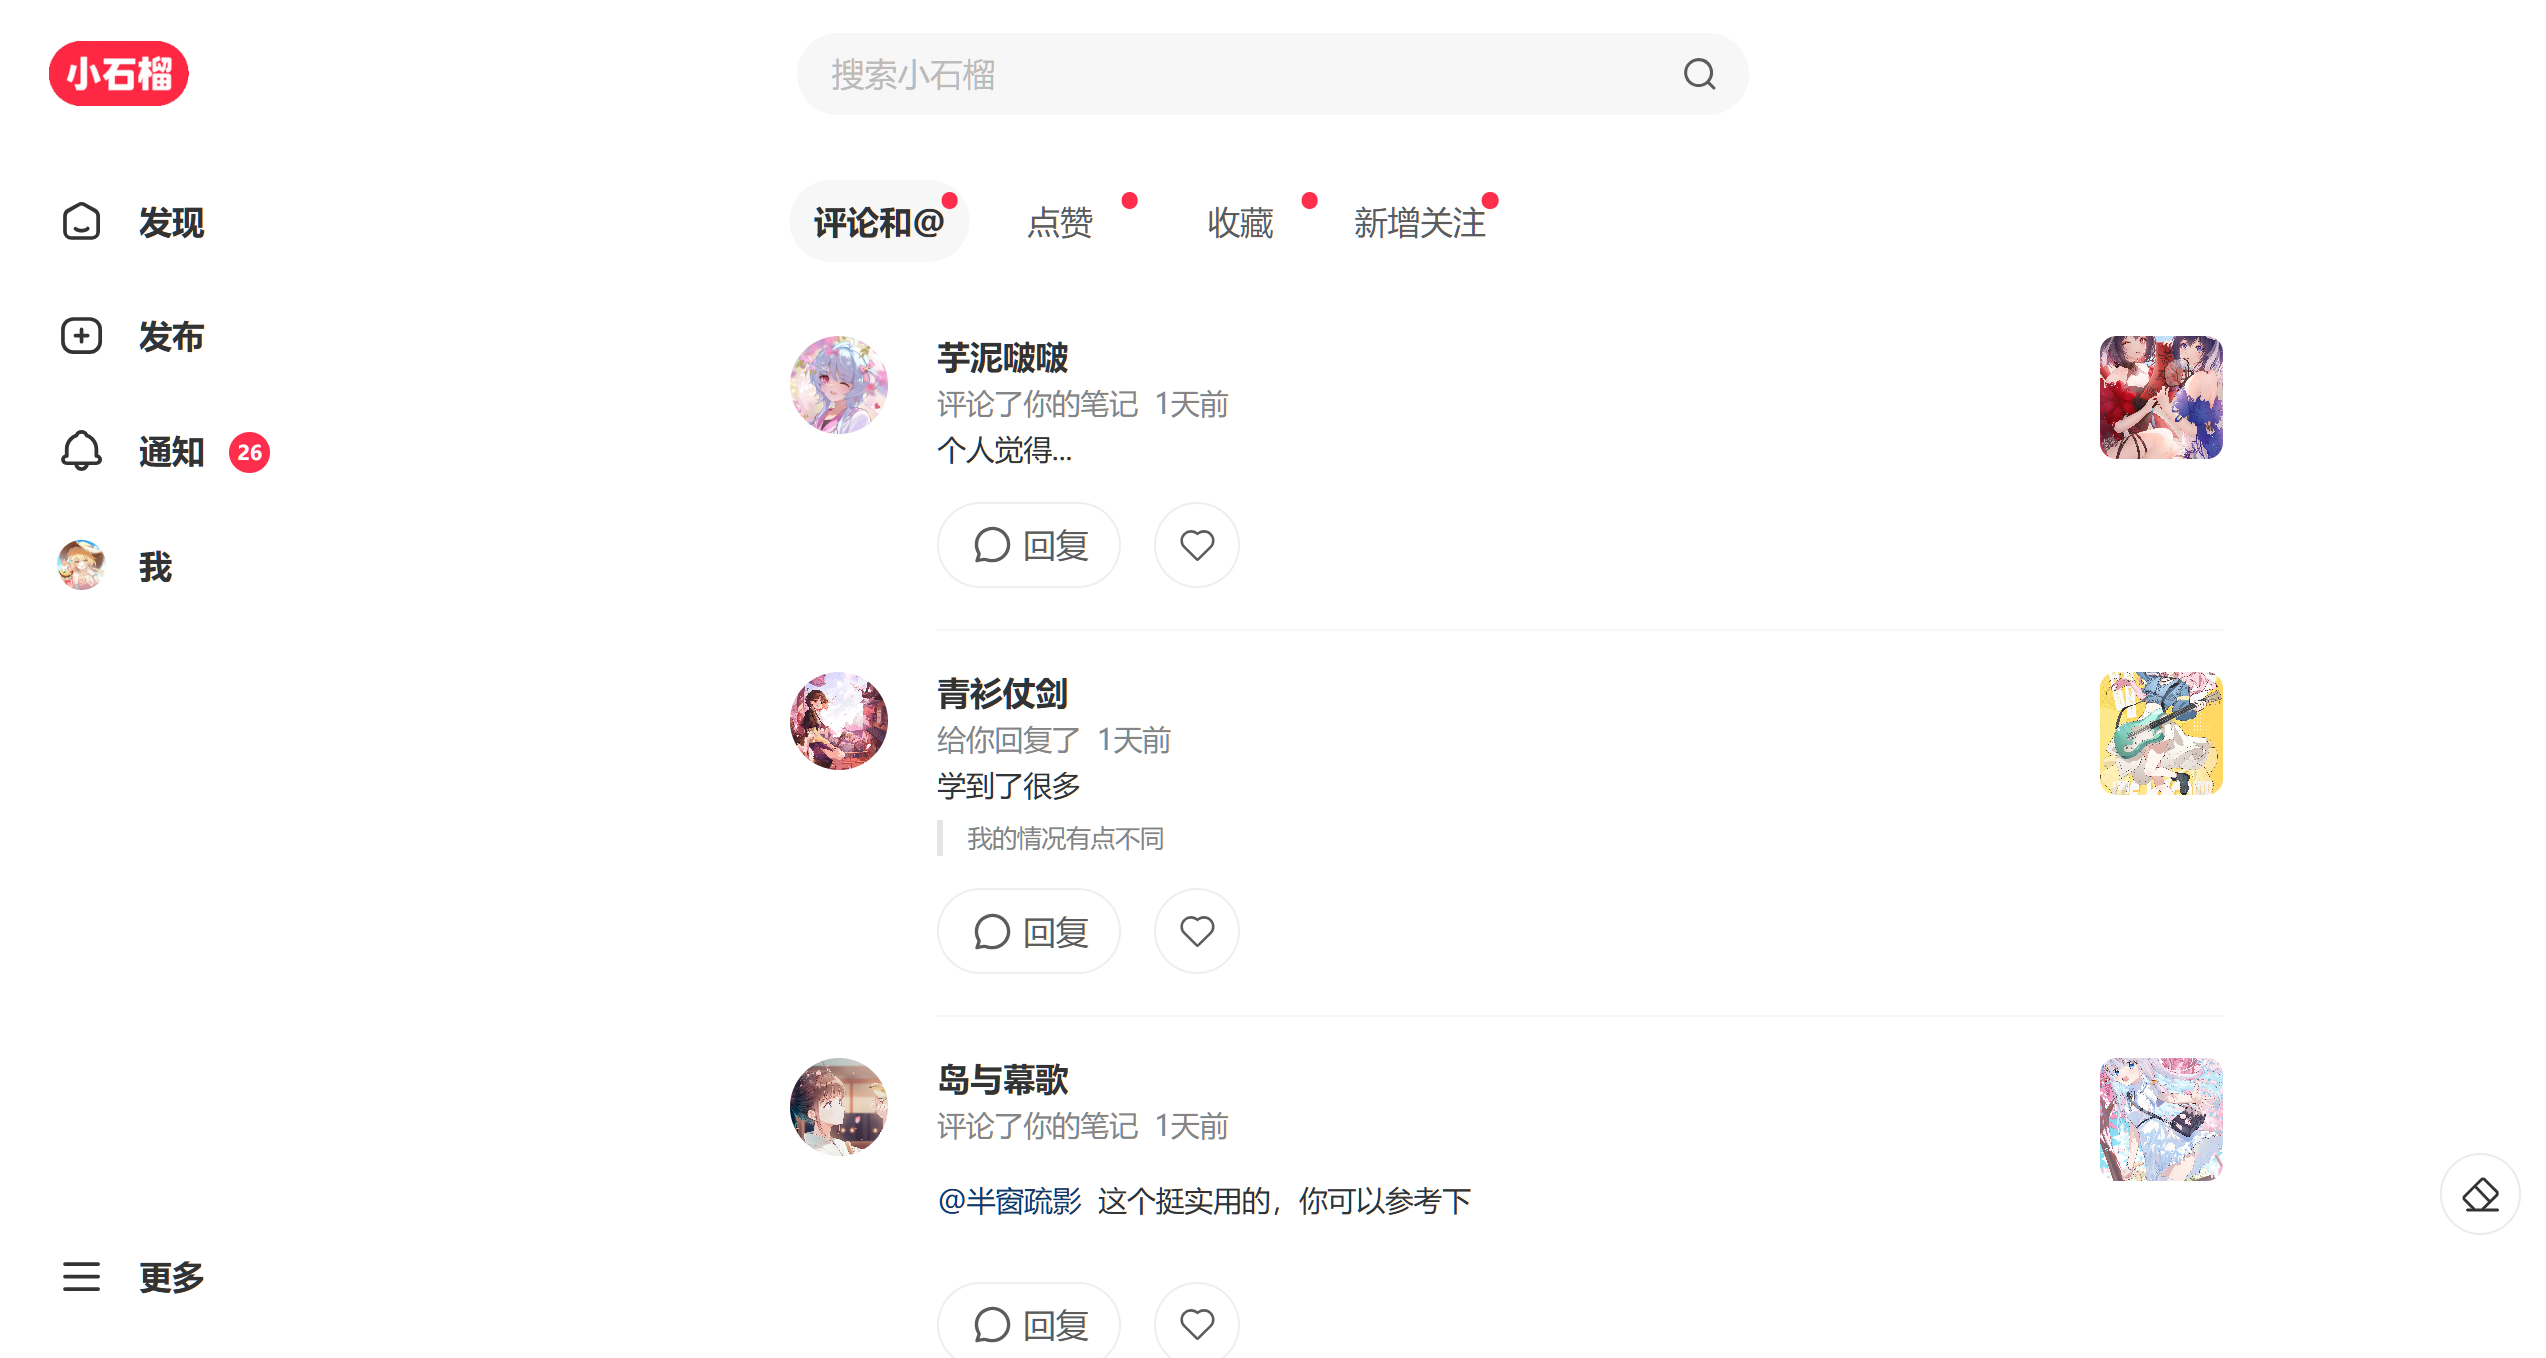 小石榴
搜索小石榴
发现
发布
通知 26
我
更多
评论和@ 点赞 收藏 新增关注
芋泥啵啵
评论了你的笔记 1天前
个人觉得...
回复
青衫仗剑
给你回复了 1天前
学到了很多
我的情况有点不同
回复
岛与幕歌
评论了你的笔记 1天前
@半窗疏影 这个挺实用的，你可以参考下
回复